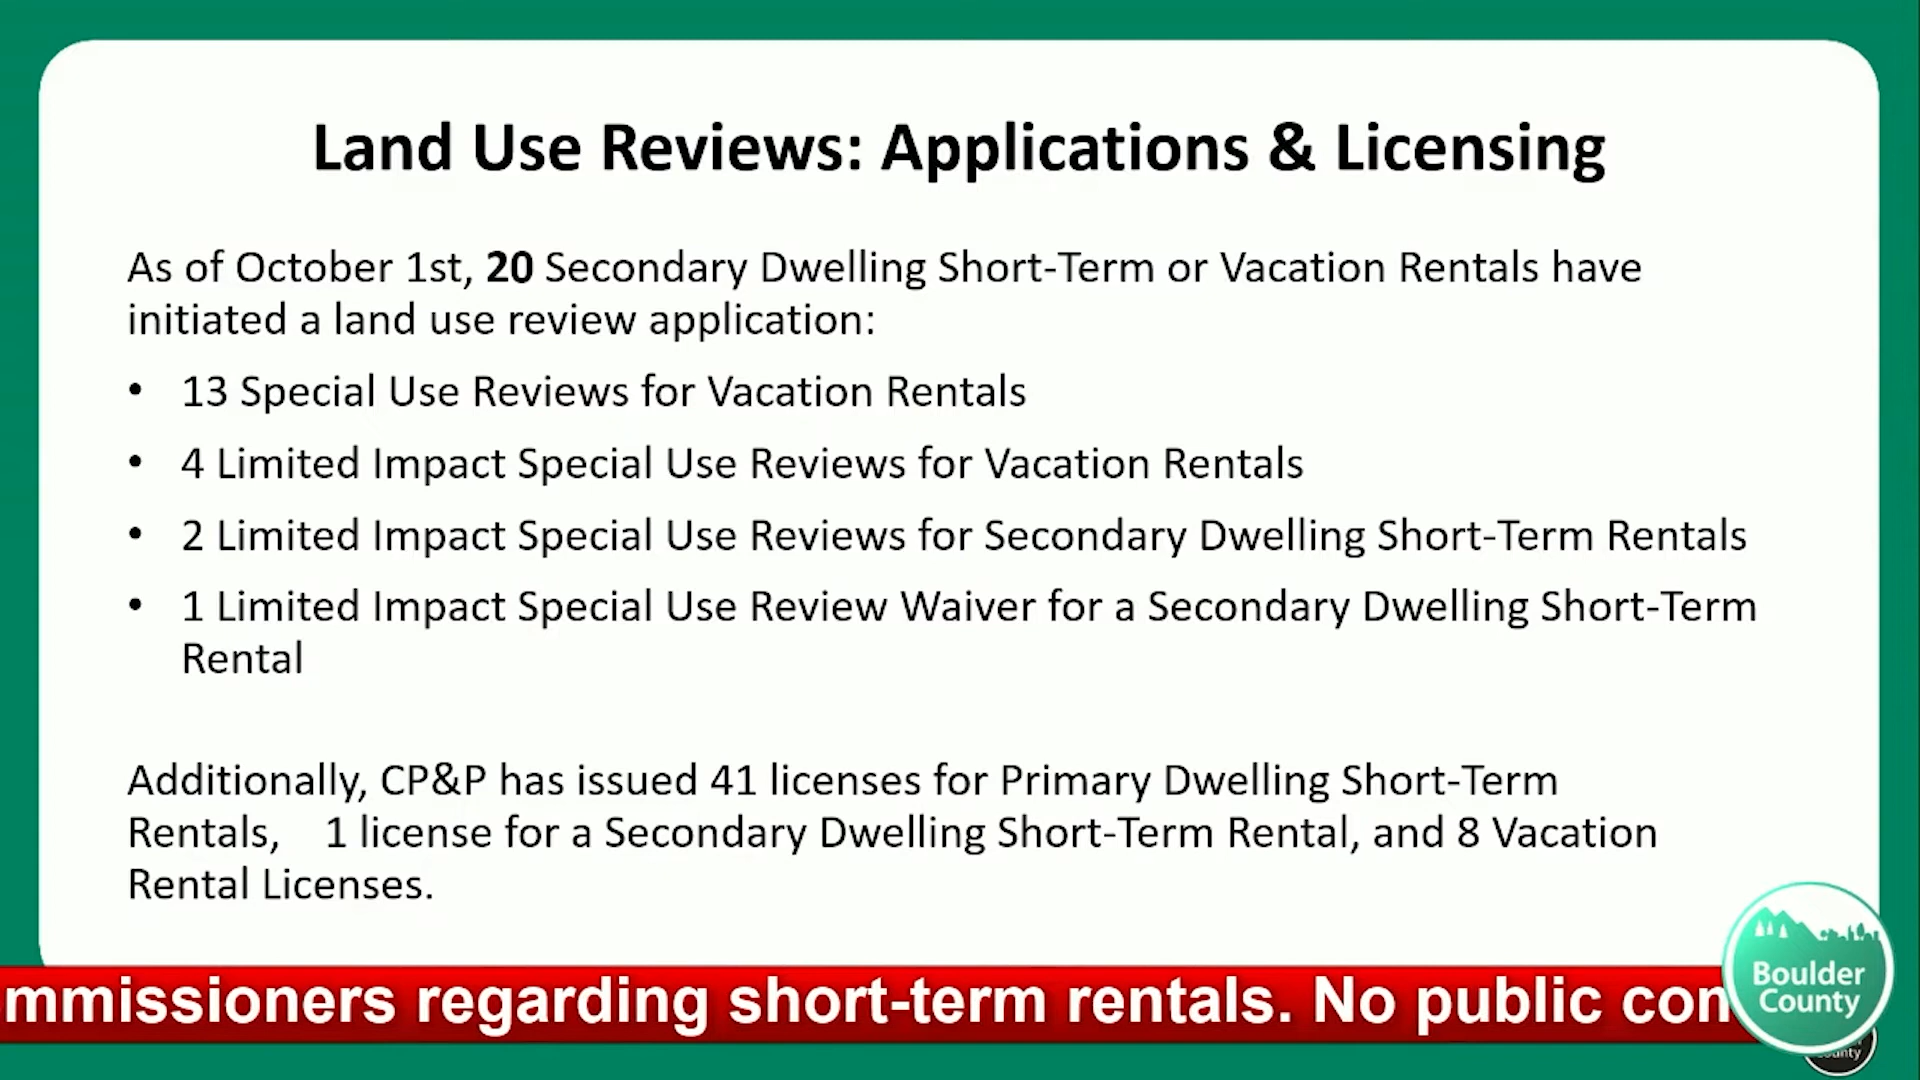 Land Use Reviews: Applications & Licensing
As of October 1st, 20 Secondary Dwelling Short-Term or Vacation Rentals have
initiated a land use review application:
• 13 Special Use Reviews for Vacation Rentals
• 4 Limited Impact Special Use Reviews for Vacation Rentals
• 2 Limited Impact Special Use Reviews for Secondary Dwelling Short-Term Rentals
• 1 Limited Impact Special Use Review Waiver for a Secondary Dwelling Short-Term
Rental
Additionally, CP&P has issued 41 licenses for Primary Dwelling Short-Term
Rentals, 1 license for a Secondary Dwelling Short-Term Rental, and 8 Vacation
Rental Licenses.
mmissioners regarding short-term rentals. No public com
Boulder
County